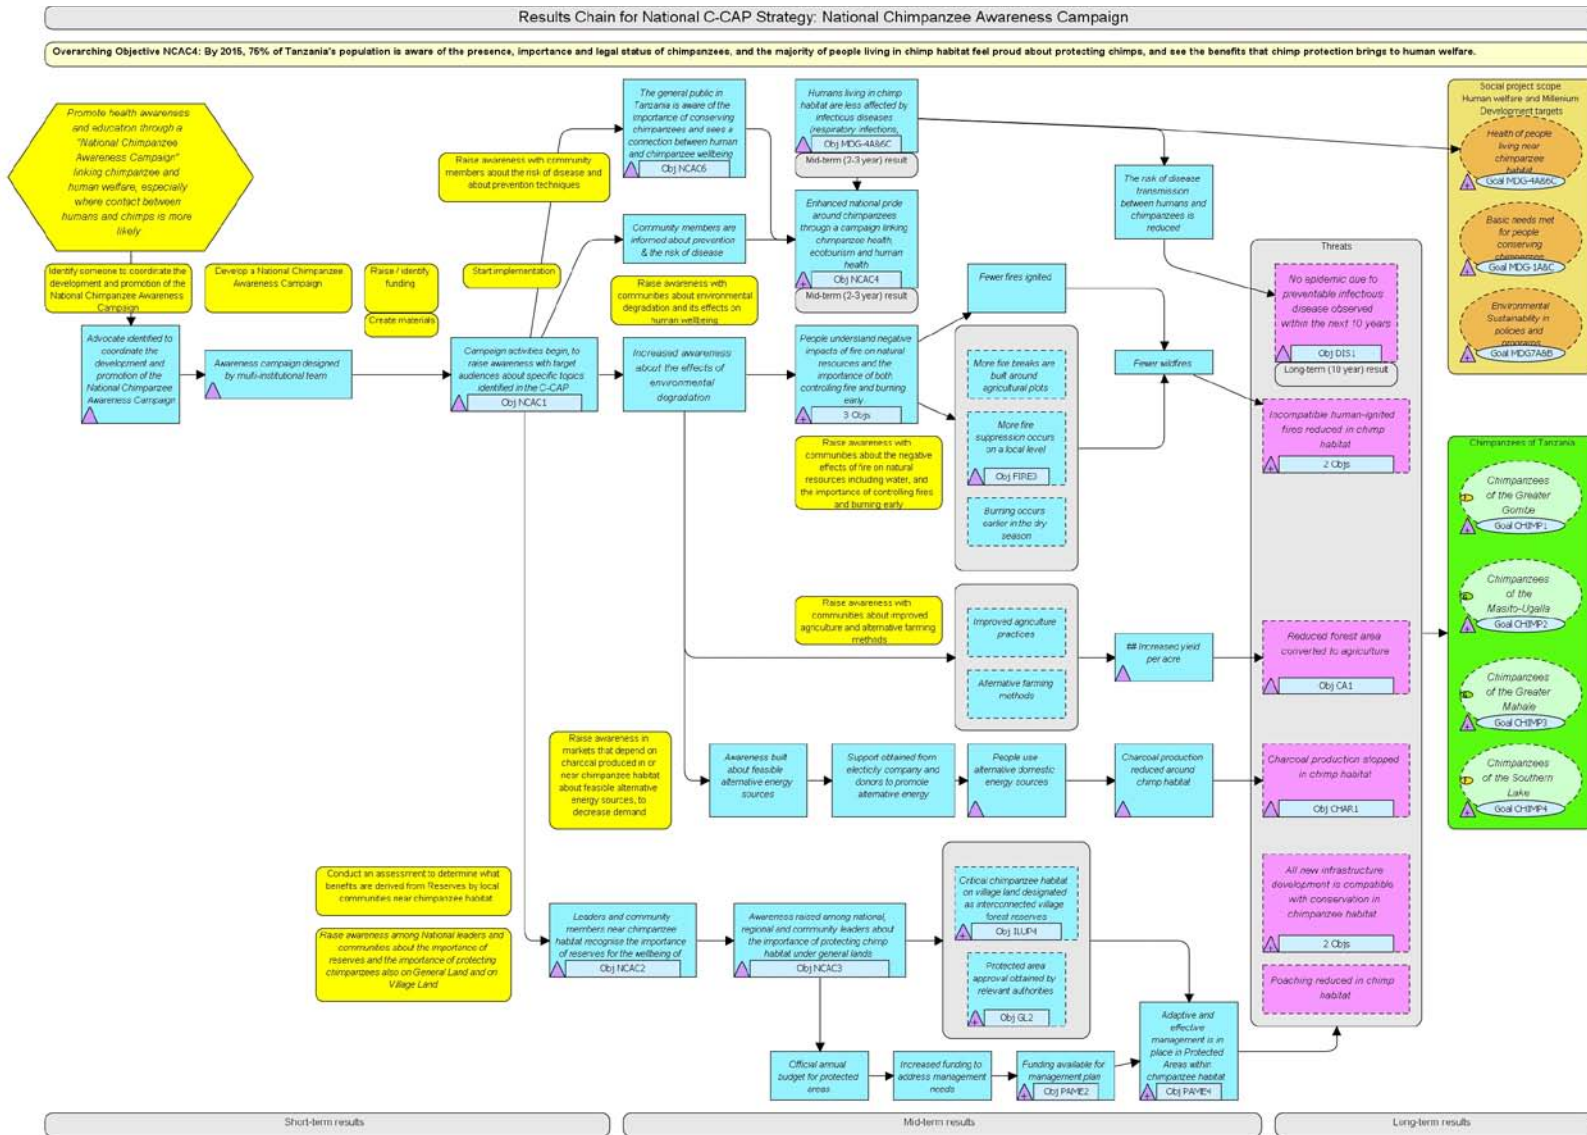 Results Chain for National C-CAP Strategy: National Chimpanzee Awareness Campaign
Overarching Objective NCAC4: By 2015, 75% of Tanzania's population is aware of the presence, importance and legal status of chimpanzees, and the majority of people living in chimp habitat feel proud about protecting chimps, and see the benefits that chimp protection brings to human welfare.
Promote health awareness
and education through a
"National Chimpanzee
Awareness Campaign"
linking chimpanzee and
human welfare, especially
where contact between
humans and chimps is more
likely
Identify someone to coordinate the
development and promotion of the
National Chimpanzee Awareness
Campaign
Develop a National Chimpanzee
Awareness Campaign
Raise / identify
funding
Create materials
Start implementation
Advocate identified to
coordinate the
development and
promotion of the
National Chimpanzee
Awareness Campaign
Awareness campaign designed
by multi-institutional team
Campaign activities begin, to
raise awareness with target
audiences about specific topics
identified in the C-CAP
Obj NCAC1
Raise awareness with community
members about the risk of disease and
about prevention techniques
The general public in
Tanzania is aware of the
importance of conserving
chimpanzees and sees a
connection between human
and chimpanzee wellbeing
Obj NCAC6
Community members are
informed about prevention
& the risk of disease
Raise awareness with
communities about environmental
degradation and its effects on
human wellbeing
Increased awareness
about the effects of
environmental
degradation
Humans living in chimp
habitat are less affected by
infectious diseases
(respiratory infections,
Obj MDG-4A&6C
Mid-term (2-3 year) result
Enhanced national pride
around chimpanzees
through a campaign linking
chimpanzee health,
ecotourism and human
health
Obj NCAC4
Mid-term (2-3 year) result
People understand negative
impacts of fire on natural
resources and the
importance of both
controlling fire and burning
early.
3 Objs
Raise awareness with
communities about the negative
effects of fire on natural
resources including water, and
the importance of controlling fires
and burning early
Fewer fires ignited
More fire breaks are
built around
agricultural plots
More fire
suppression occurs
on a local level
Obj FIRE3
Burning occurs
earlier in the dry
season
The risk of disease
transmission
between humans and
chimpanzees is
reduced
Fewer wildfires
Raise awareness with
communities about improved
agriculture and alternative farming
methods
Improved agriculture
practices
Alternative farming
methods
## Increased yield
per acre
Raise awareness in
markets that depend on
charcoal produced in or
near chimpanzee habitat
about feasible alternative
energy sources, to
decrease demand
Awareness built
about feasible
alternative energy
sources
Support obtained from
electricity company and
donors to promote
alternative energy
People use
alternative domestic
energy sources
Charcoal production
reduced around
chimp habitat
Conduct an assessment to determine what
benefits are derived from Reserves by local
communities near chimpanzee habitat
Raise awareness among National leaders and
communities about the importance of
reserves and the importance of protecting
chimpanzees also on General Land and on
Village Land
Leaders and community
members near chimpanzee
habitat recognise the importance
of reserves for the wellbeing of
Obj NCAC2
Awareness raised among national,
regional and community leaders about
the importance of protecting chimp
habitat under general lands
Obj NCAC3
Critical chimpanzee habitat
on village land designated
as interconnected village
forest reserves
Obj ILUP4
Protected area
approval obtained by
relevant authorities
Obj GL2
Official annual
budget for protected
areas
Increased funding to
address management
needs
Funding available for
management plan
Obj PAME2
Adaptive and
effective
management is in
place in Protected
Areas within
chimpanzee habitat
Obj PAME4
Threats
No epidemic due to
preventable infectious
disease observed
within the next 10 years
Obj DIS1
Long-term (10 year) result
Incompatible human-ignited
fires reduced in chimp
habitat
2 Objs
Reduced forest area
converted to agriculture
Obj CA1
Charcoal production stopped
in chimp habitat
Obj CHAR1
All new infrastructure
development is compatible
with conservation in
chimpanzee habitat
2 Objs
Poaching reduced in chimp
habitat
Social project scope
Human welfare and Millenium
Development targets
Health of people
living near
chimpanzee
habitat
Goal MDG-4A&6C
Basic needs met
for people
conserving
chimpanzees
Goal MDG-1A&C
Environmental
Sustainability in
policies and
programs
Goal MDG7A&B
Chimpanzees of Tanzania
Chimpanzees
of the Greater
Gombe
Goal CHIMP1
Chimpanzees
of the
Masito-Ugalla
Goal CHIMP2
Chimpanzees
of the Greater
Mahale
Goal CHIMP3
Chimpanzees
of the Southern
Lake
Goal CHIMP4
Short-term results
Mid-term results
Long-term results